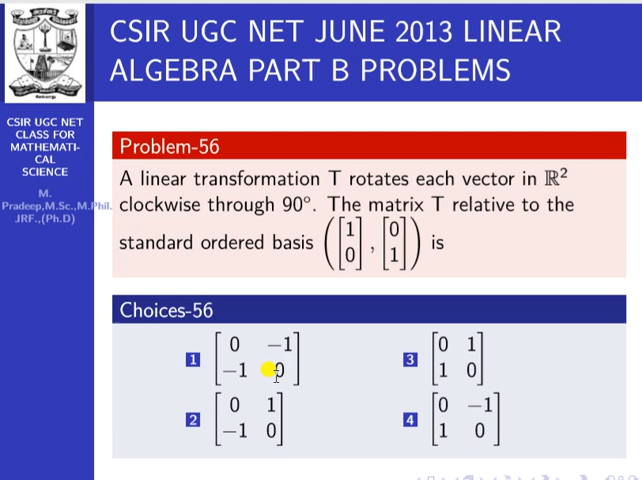 CSIR UGC NET JUNE 2013 LINEAR
ALGEBRA PART B PROBLEMS
CSIR UGC NET
CLASS FOR
MATHEMATI-
CAL
SCIENCE
M.
Pradeep,M.Sc.,M.Phil.
JRF.,(Ph.D)
Problem-56
A linear transformation T rotates each vector in ℝ²
clockwise through 90°. The matrix T relative to the
standard ordered basis ([1 0], [0 1]) is
Choices-56
1 [0 −1
−1 0]
3 [0 1
1 0]
2 [0 1
−1 0]
4 [0 −1
1 0]